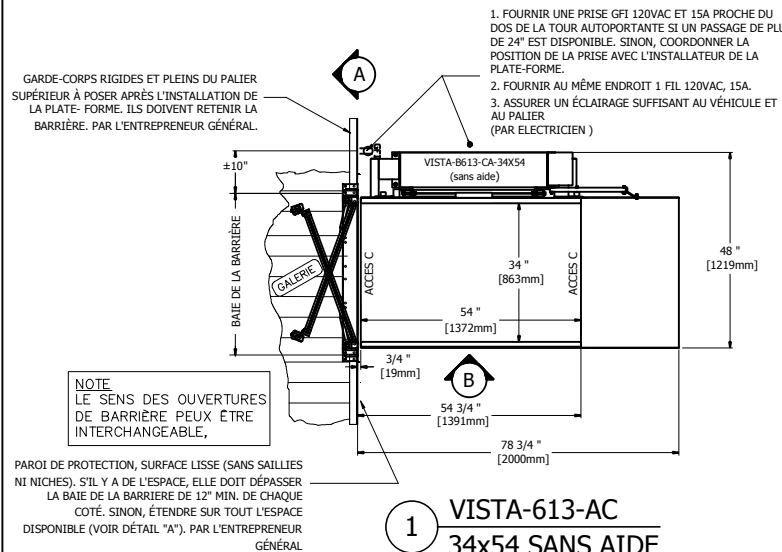 1. FOURNIR UNE PRISE GFI 120VAC ET 15A PROCHE DU
DOS DE LA TOUR AUTOPORTANTE SI UN PASSAGE DE PLU
DE 24" EST DISPONIBLE. SINON, COORDONNER LA
POSITION DE LA PRISE AVEC L'INSTALLATEUR DE LA
PLATE-FORME.
2. FOURNIR AU MÊME ENDROIT 1 FIL 120VAC, 15A.
3. ASSURER UN ÉCLAIRAGE SUFFISANT AU VÉHICULE ET
AU PALIER
(PAR ELECTRICIEN )
GARDE-CORPS RIGIDES ET PLEINS DU PALIER
SUPÉRIEUR À POSER APRÈS L'INSTALLATION DE
LA PLATE- FORME. ILS DOIVENT RETENIR LA
BARRIÈRE. PAR L'ENTREPRENEUR GÉNÉRAL.
A
±10"
VISTA-B613-CA-34X54
(sans aide)
BAIE DE LA BARRIÈRE
GALERIE
ACCES C
34 "
[863mm]
ACCES C
48 "
[1219mm]
54 "
[1372mm]
3/4 "
[19mm]
B
54 3/4 "
[1391mm]
78 3/4 "
[2000mm]
NOTE
LE SENS DES OUVERTURES
DE BARRIÈRE PEUX ÊTRE
INTERCHANGEABLE,
PAROI DE PROTECTION, SURFACE LISSE (SANS SAILLIES
NI NICHES). S'IL Y A DE L'ESPACE, ELLE DOIT DÉPASSER
LA BAIE DE LA BARRIERE DE 12" MIN. DE CHAQUE
COTÉ. SINON, ÉTENDRE SUR TOUT L'ESPACE
DISPONIBLE (VOIR DÉTAIL "A"). PAR L'ENTREPRENEUR
GÉNÉRAL
1
VISTA-613-AC
34x54 SANS AIDE